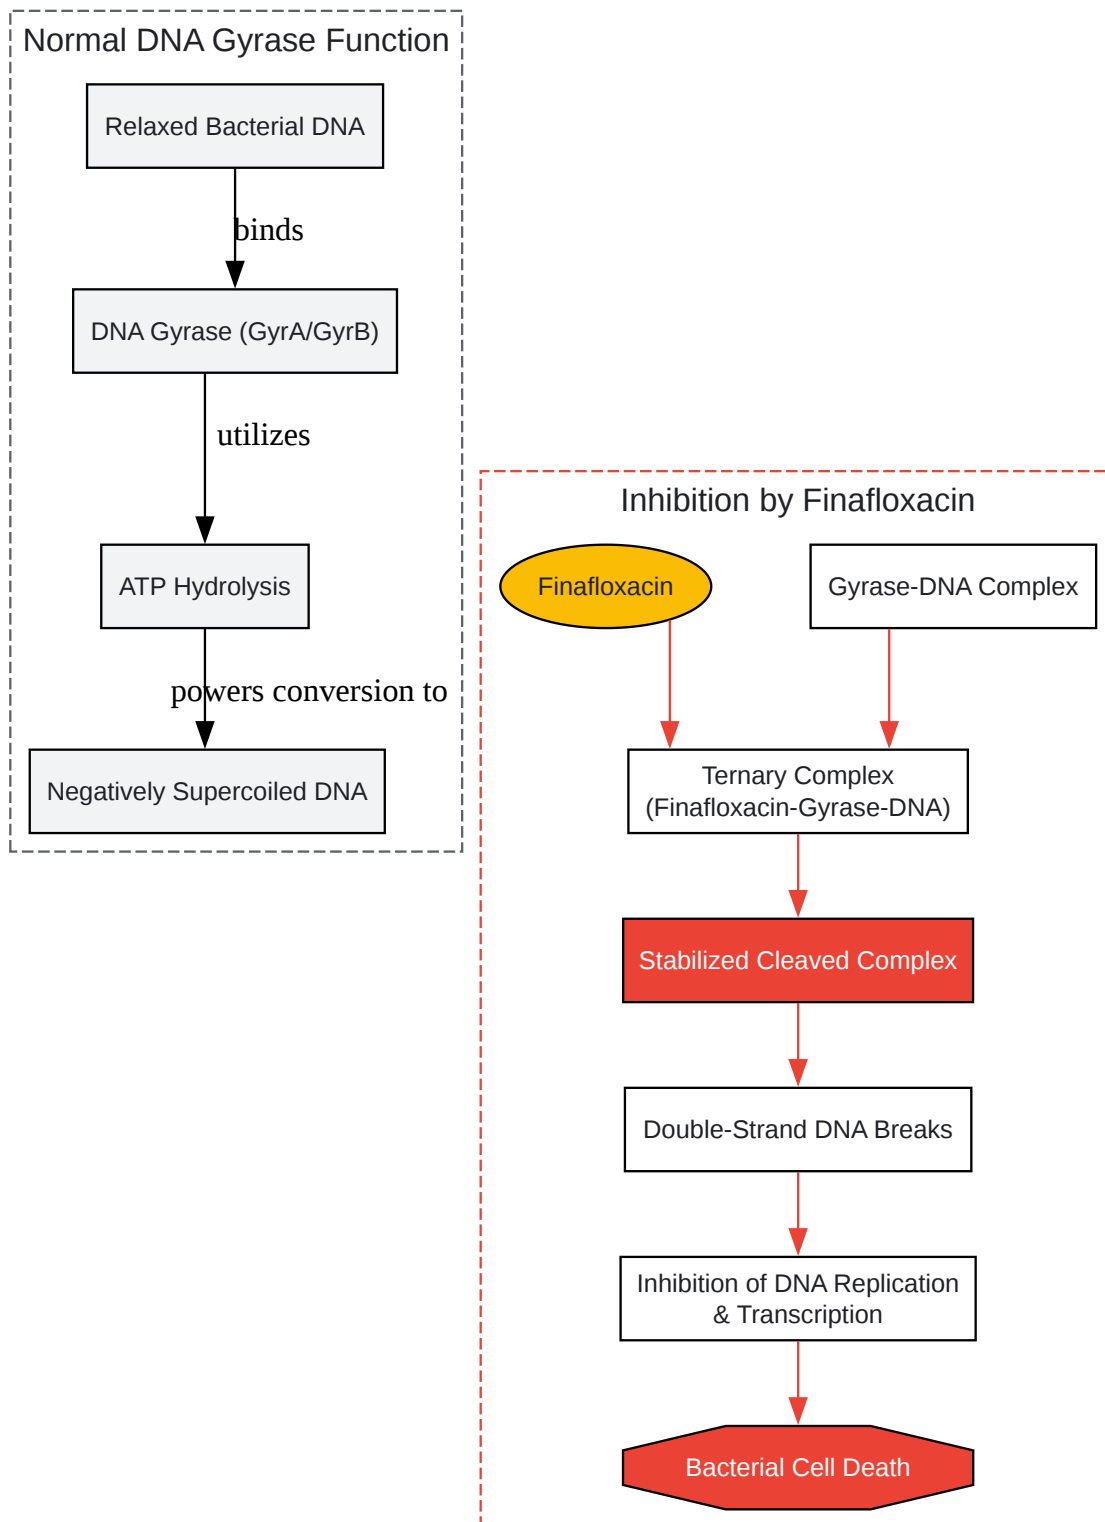 Normal DNA Gyrase Function
Relaxed Bacterial DNA
binds
DNA Gyrase (GyrA/GyrB)
utilizes
ATP Hydrolysis
powers conversion to
Negatively Supercoiled DNA
Inhibition by Finafloxacin
Finafloxacin
Gyrase-DNA Complex
Ternary Complex
(Finafloxacin-Gyrase-DNA)
Stabilized Cleaved Complex
Double-Strand DNA Breaks
Inhibition of DNA Replication
& Transcription
Bacterial Cell Death